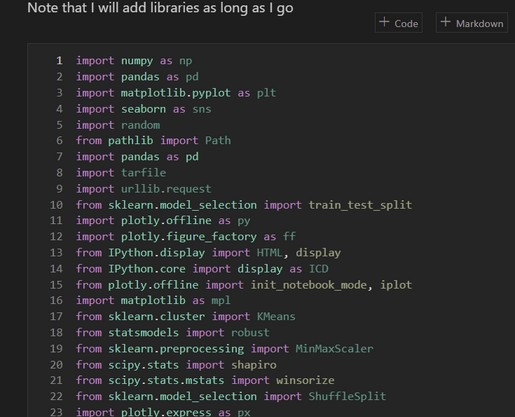 Note that I will add libraries as long as I go
+ Code
+ Markdown
1 import numpy as np
2 import pandas as pd
3 import matplotlib.pyplot as plt
4 import seaborn as sns
5 import random
6 from pathlib import Path
7 import pandas as pd
8 import tarfile
9 import urllib.request
10 from sklearn.model_selection import train_test_split
11 import plotly.offline as py
12 import plotly.figure_factory as ff
13 from IPython.display import HTML, display
14 from IPython.core import display as ICD
15 from plotly.offline import init_notebook_mode, iplot
16 import matplotlib as mpl
17 from sklearn.cluster import KMeans
18 from statsmodels import robust
19 from sklearn.preprocessing import MinMaxScaler
20 from scipy.stats import shapiro
21 from scipy.stats.mstats import winsorize
22 from sklearn.model_selection import ShuffleSplit
23 import plotly.express as px